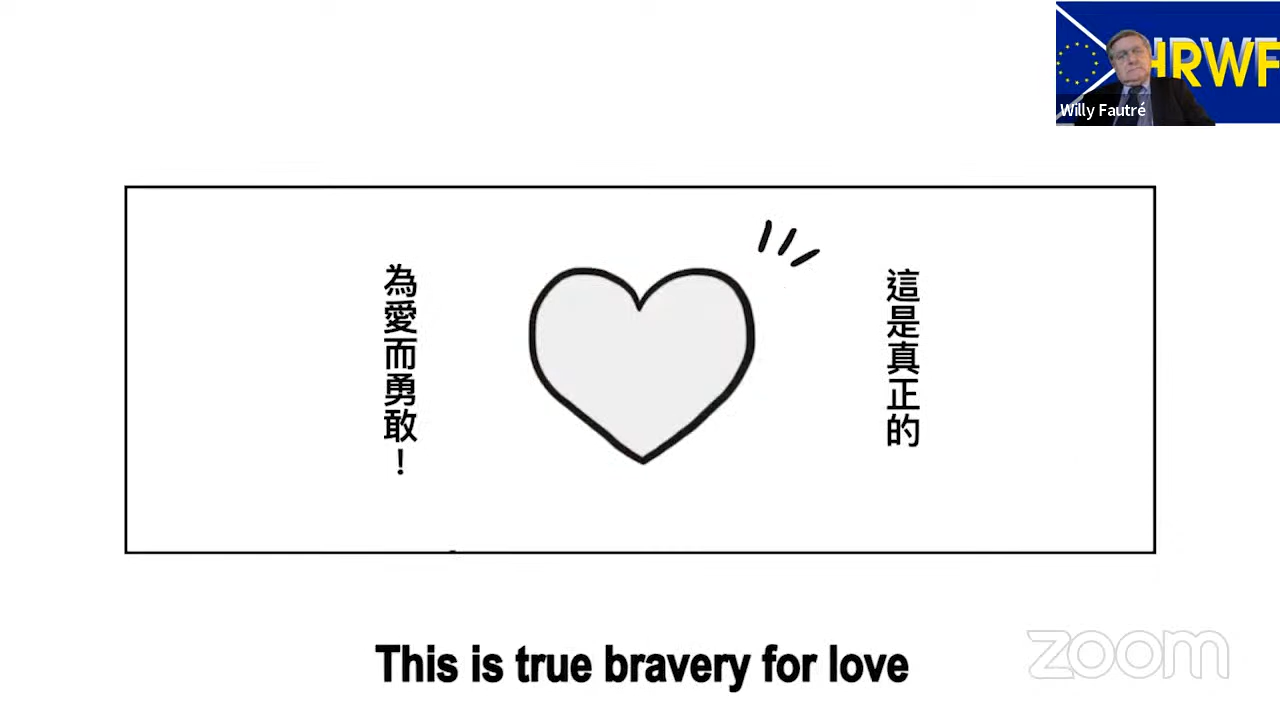 HRWF
Willy Fautré
這是真正的
為愛而勇敢！
This is true bravery for love
zoom